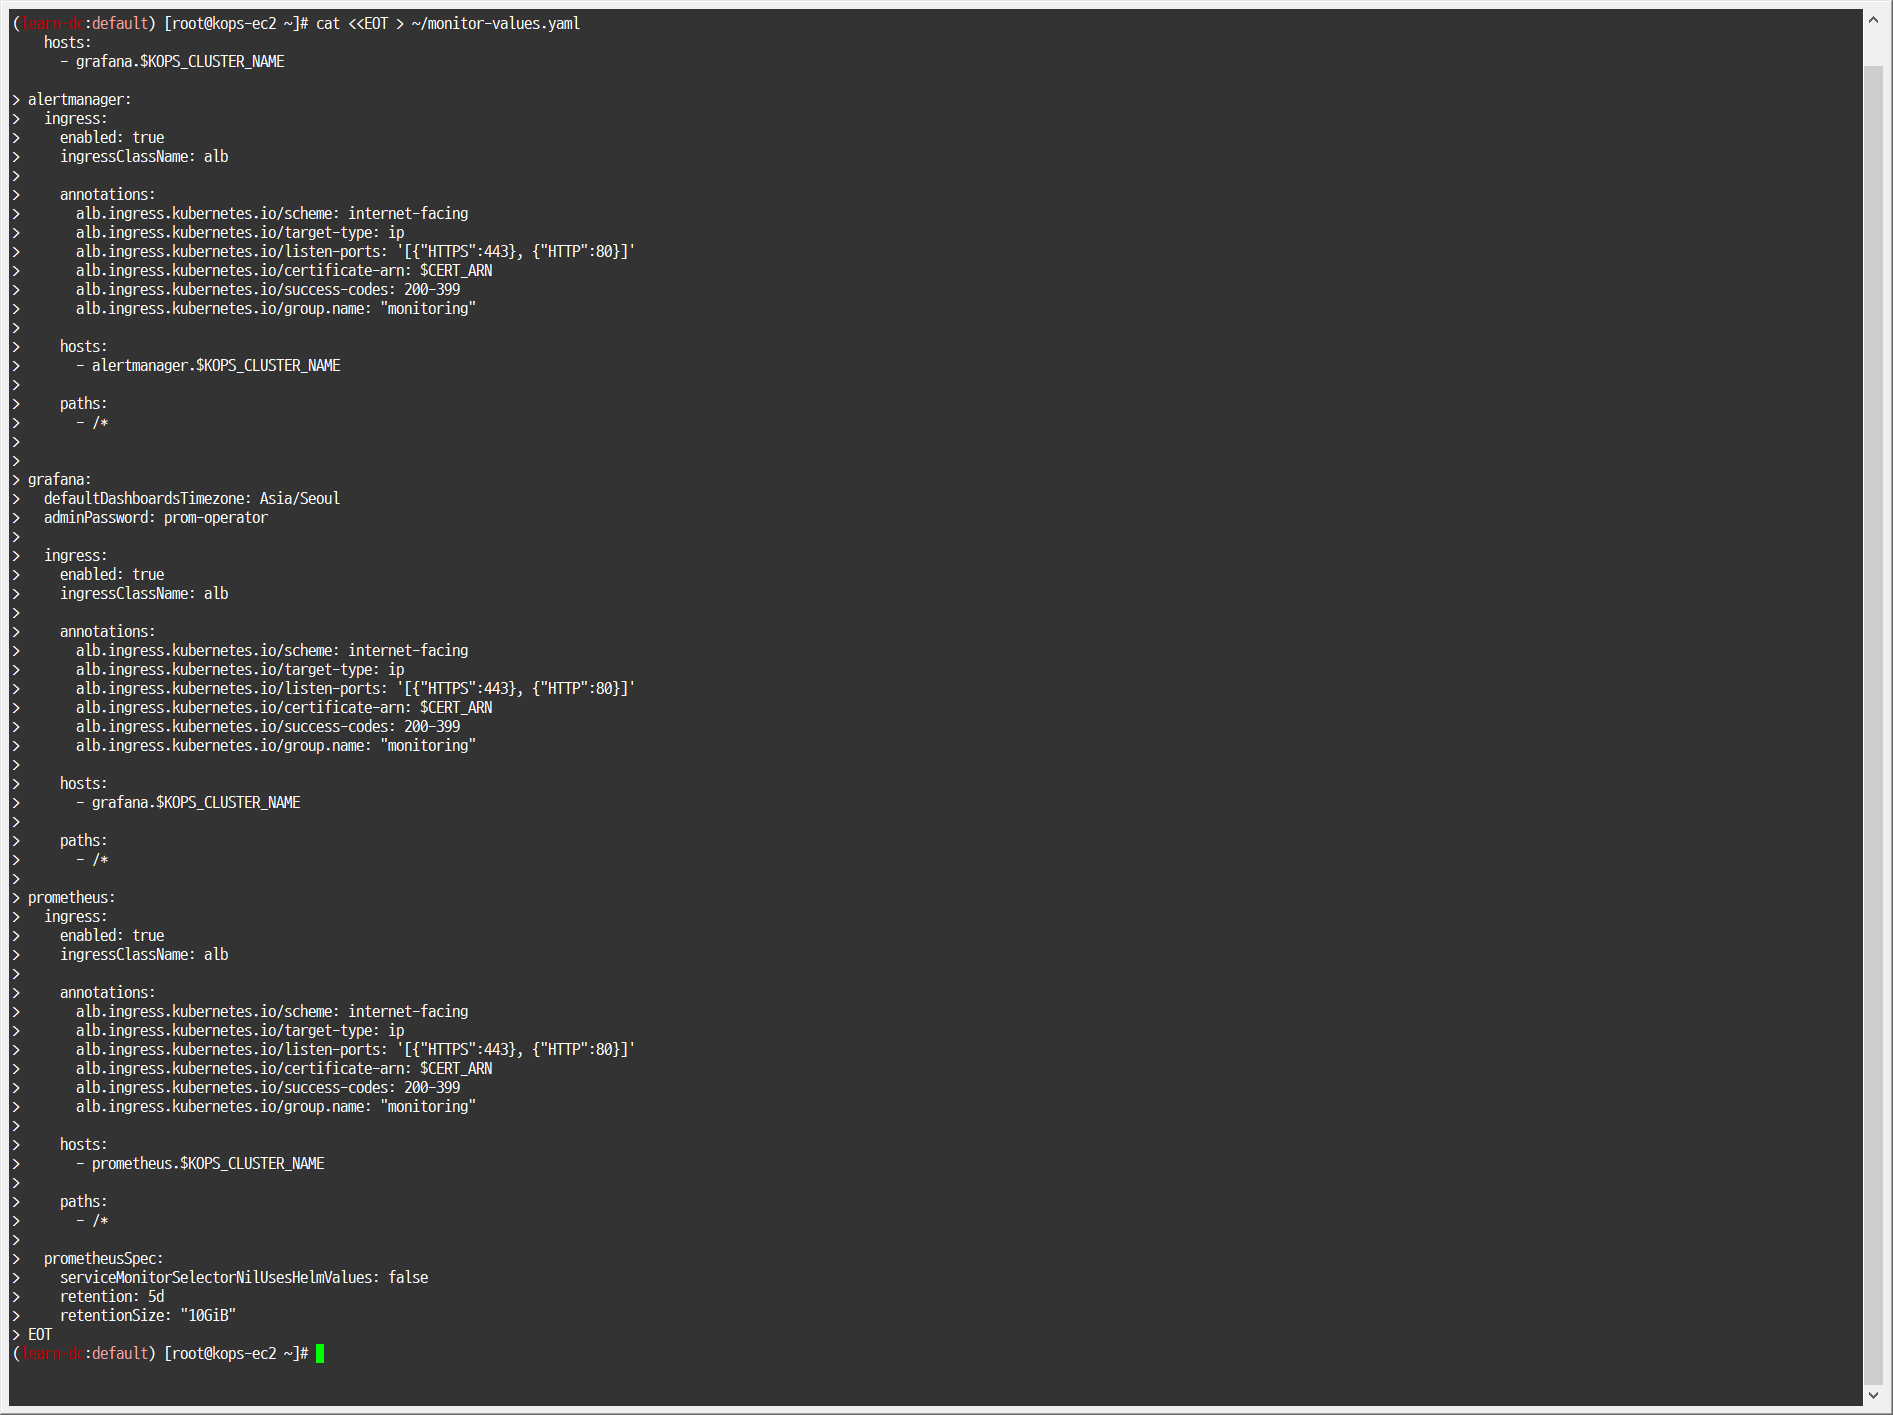 (learn-dc:default) [root@kops-ec2 ~]# cat <<EOT > ~/monitor-values.yaml
    hosts:
      - grafana.$KOPS_CLUSTER_NAME

> alertmanager:
>   ingress:
>     enabled: true
>     ingressClassName: alb
>
>     annotations:
>       alb.ingress.kubernetes.io/scheme: internet-facing
>       alb.ingress.kubernetes.io/target-type: ip
>       alb.ingress.kubernetes.io/listen-ports: '[{"HTTPS":443}, {"HTTP":80}]'
>       alb.ingress.kubernetes.io/certificate-arn: $CERT_ARN
>       alb.ingress.kubernetes.io/success-codes: 200-399
>       alb.ingress.kubernetes.io/group.name: "monitoring"
>
>     hosts:
>       - alertmanager.$KOPS_CLUSTER_NAME
>
>     paths:
>       - /*
>
>
> grafana:
>   defaultDashboardsTimezone: Asia/Seoul
>   adminPassword: prom-operator
>
>   ingress:
>     enabled: true
>     ingressClassName: alb
>
>     annotations:
>       alb.ingress.kubernetes.io/scheme: internet-facing
>       alb.ingress.kubernetes.io/target-type: ip
>       alb.ingress.kubernetes.io/listen-ports: '[{"HTTPS":443}, {"HTTP":80}]'
>       alb.ingress.kubernetes.io/certificate-arn: $CERT_ARN
>       alb.ingress.kubernetes.io/success-codes: 200-399
>       alb.ingress.kubernetes.io/group.name: "monitoring"
>
>     hosts:
>       - grafana.$KOPS_CLUSTER_NAME
>
>     paths:
>       - /*
>
> prometheus:
>   ingress:
>     enabled: true
>     ingressClassName: alb
>
>     annotations:
>       alb.ingress.kubernetes.io/scheme: internet-facing
>       alb.ingress.kubernetes.io/target-type: ip
>       alb.ingress.kubernetes.io/listen-ports: '[{"HTTPS":443}, {"HTTP":80}]'
>       alb.ingress.kubernetes.io/certificate-arn: $CERT_ARN
>       alb.ingress.kubernetes.io/success-codes: 200-399
>       alb.ingress.kubernetes.io/group.name: "monitoring"
>
>     hosts:
>       - prometheus.$KOPS_CLUSTER_NAME
>
>     paths:
>       - /*
>
>   prometheusSpec:
>     serviceMonitorSelectorNilUsesHelmValues: false
>     retention: 5d
>     retentionSize: "10GiB"
> EOT
(learn-dc:default) [root@kops-ec2 ~]#